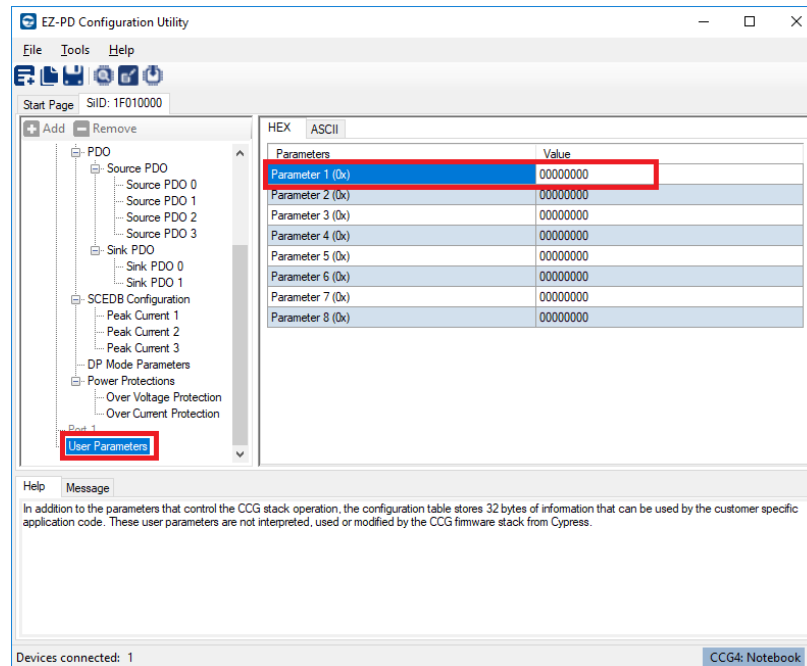 EZ-PD Configuration Utility
File Tools Help
Start Page SilD: 1F010000
Add Remove
PDO
Source PDO
Source PDO 0
Source PDO 1
Source PDO 2
Source PDO 3
Sink PDO
Sink PDO 0
Sink PDO 1
SCEDB Configuration
Peak Current 1
Peak Current 2
Peak Current 3
DP Mode Parameters
Power Protections
Over Voltage Protection
Over Current Protection
Port 1
User Parameters
HEX ASCII
Parameters Value
Parameter 1 (0x) 00000000
Parameter 2 (0x) 00000000
Parameter 3 (0x) 00000000
Parameter 4 (0x) 00000000
Parameter 5 (0x) 00000000
Parameter 6 (0x) 00000000
Parameter 7 (0x) 00000000
Parameter 8 (0x) 00000000
Help Message
In addition to the parameters that control the CCG stack operation, the configuration table stores 32 bytes of information that can be used by the customer specific
application code. These user parameters are not interpreted, used or modified by the CCG firmware stack from Cypress.
Devices connected: 1 CCG4: Notebook